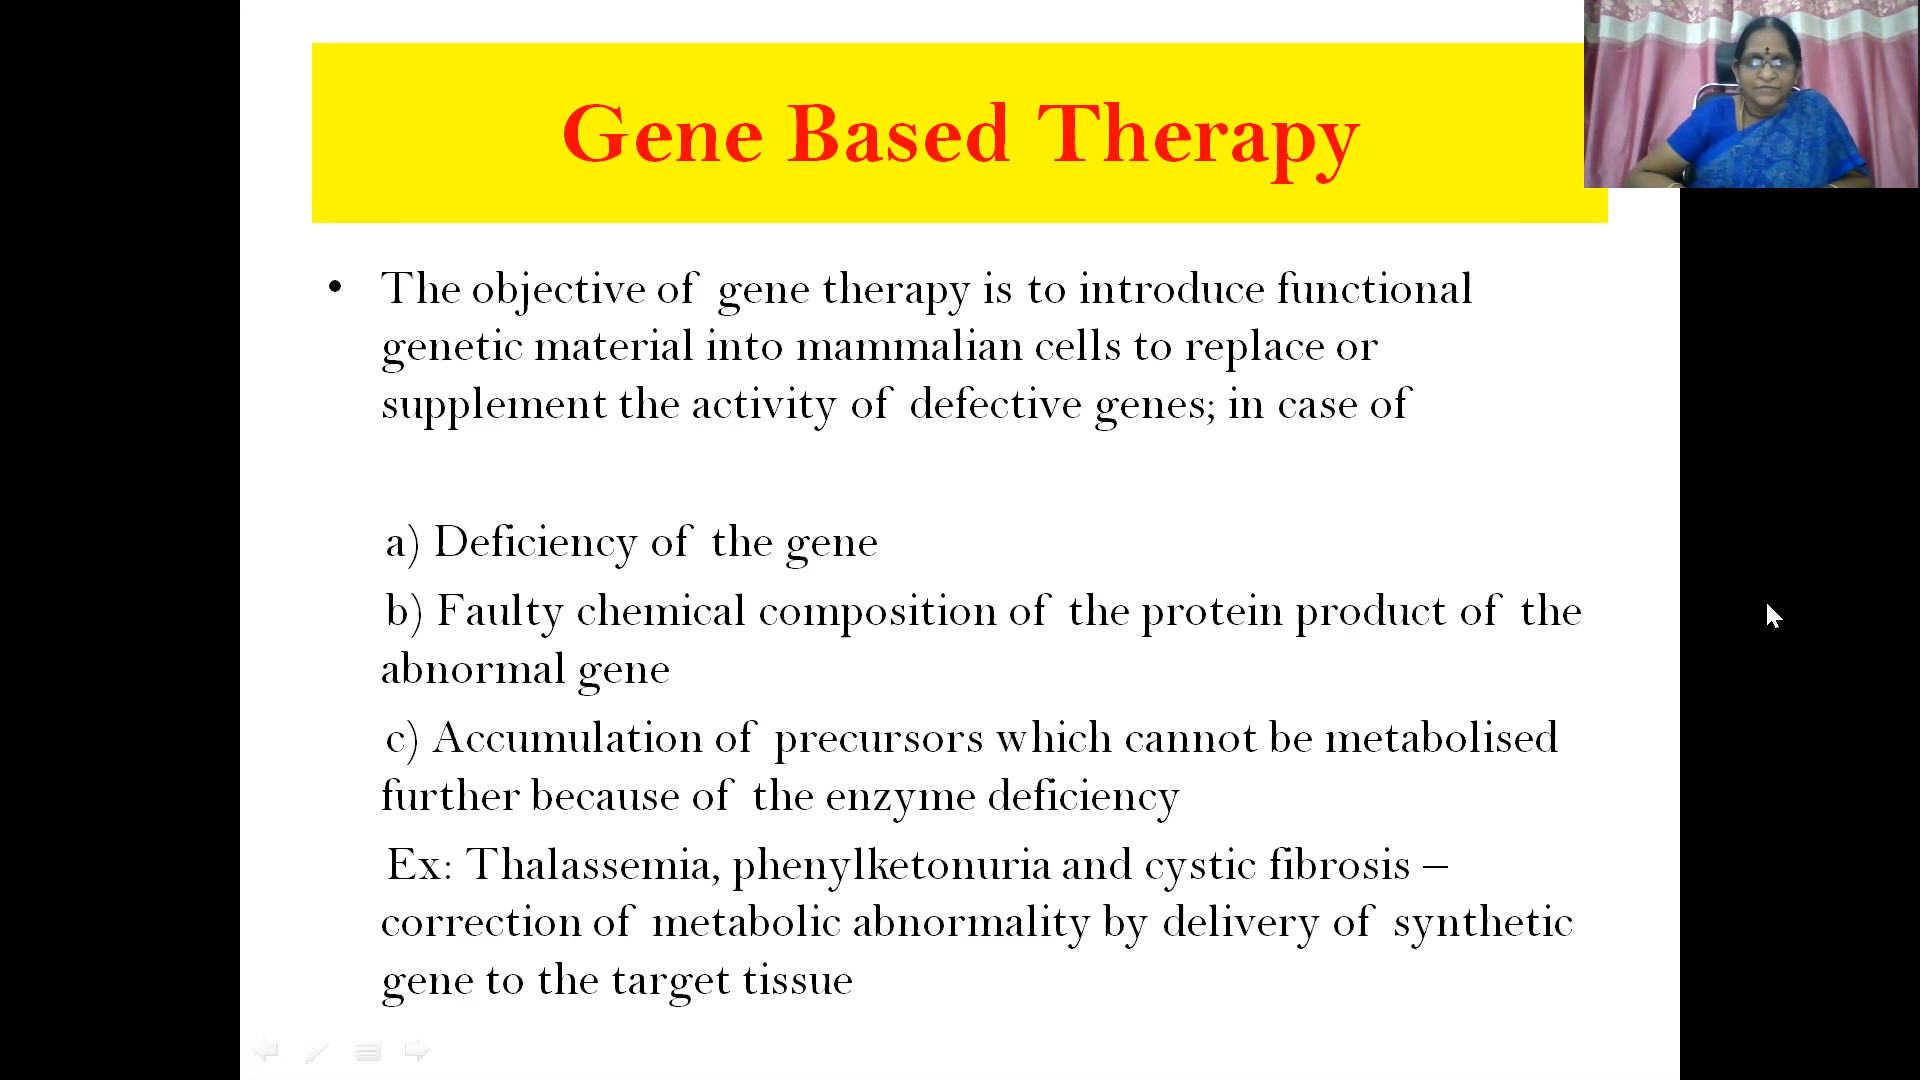 Gene Based Therapy
• The objective of gene therapy is to introduce functional
genetic material into mammalian cells to replace or
supplement the activity of defective genes; in case of
a) Deficiency of the gene
b) Faulty chemical composition of the protein product of the
abnormal gene
c) Accumulation of precursors which cannot be metabolised
further because of the enzyme deficiency
Ex: Thalassemia, phenylketonuria and cystic fibrosis –
correction of metabolic abnormality by delivery of synthetic
gene to the target tissue